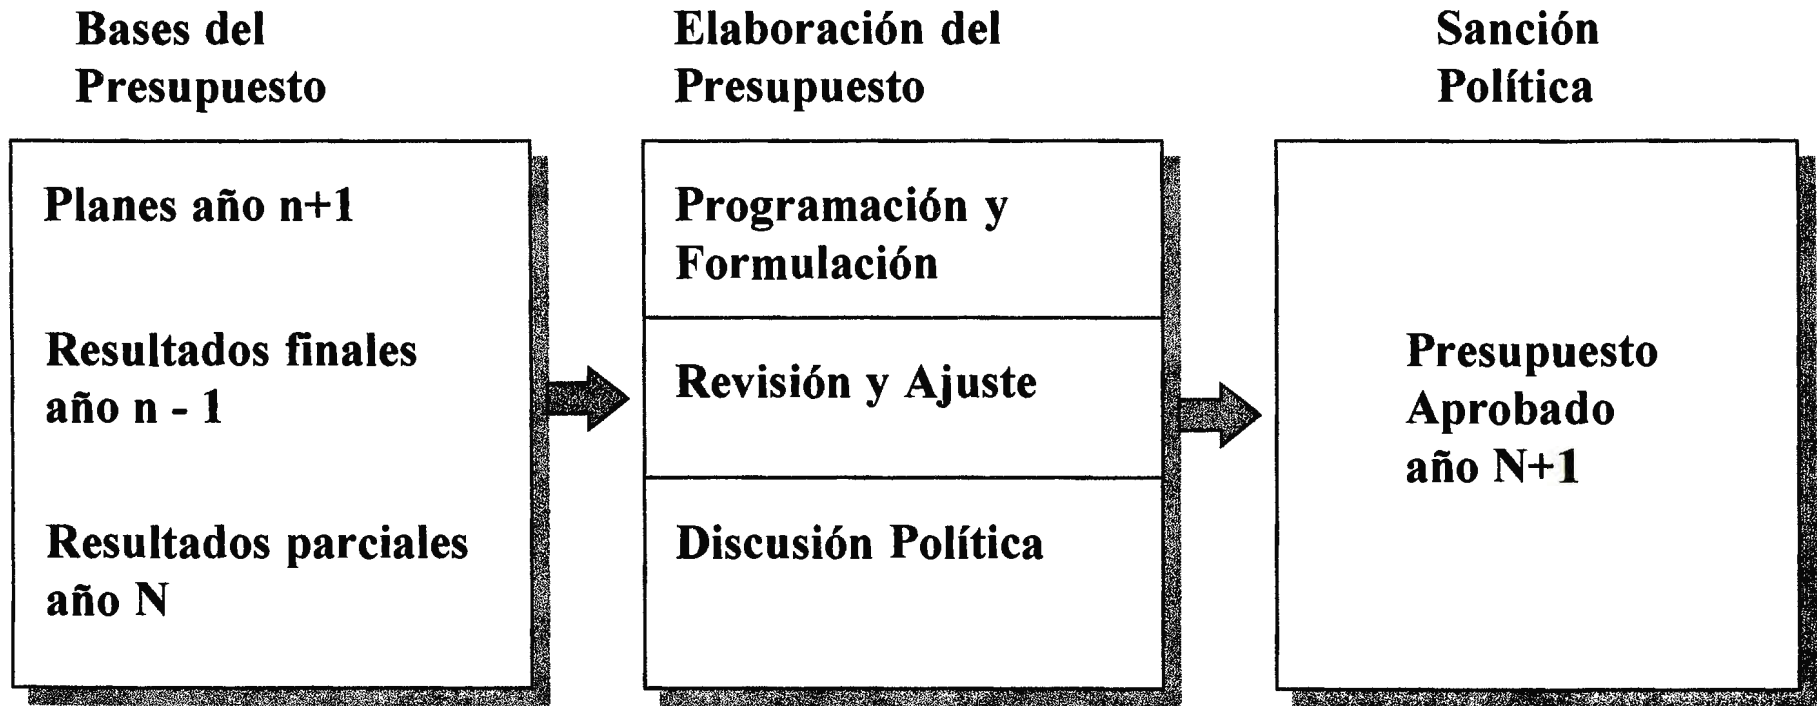 Bases del
Presupuesto
Planes año n+1
Resultados finales
año n - 1
Resultados parciales
año N
Elaboración del
Presupuesto
Programación y
Formulación
Revisión y Ajuste
Discusión Política
Sanción
Política
Presupuesto
Aprobado
año N+1